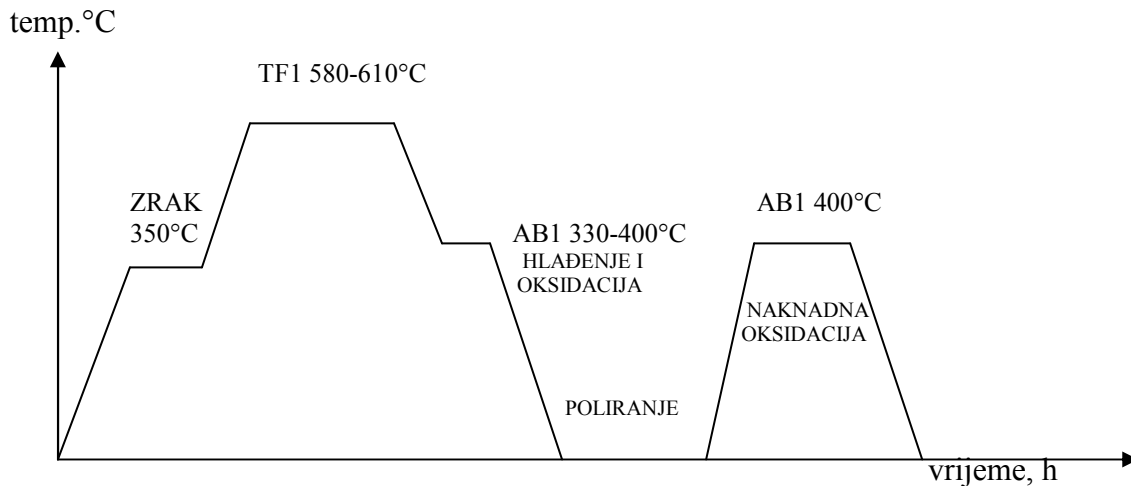 temp.°C
TF1 580-610°C
ZRAK
350°C
AB1 330-400°C
HLAĐENJE I
OKSIDACIJA
POLIRANJE
AB1 400°C
NAKNADNA
OKSIDACIJA
vrijeme, h